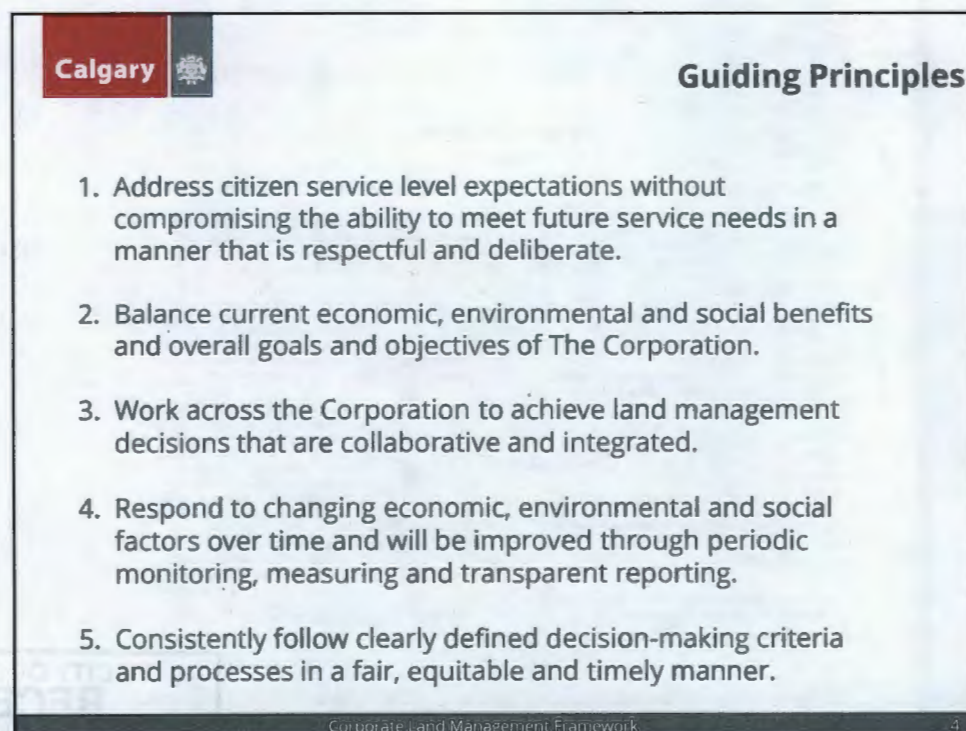 Calgary
Guiding Principles
1. Address citizen service level expectations without
compromising the ability to meet future service needs in a
manner that is respectful and deliberate.
2. Balance current economic, environmental and social benefits
and overall goals and objectives of The Corporation.
3. Work across the Corporation to achieve land management
decisions that are collaborative and integrated.
4. Respond to changing economic, environmental and social
factors over time and will be improved through periodic
monitoring, measuring and transparent reporting.
5. Consistently follow clearly defined decision-making criteria
and processes in a fair, equitable and timely manner.
Corporate Land Management Framework 4